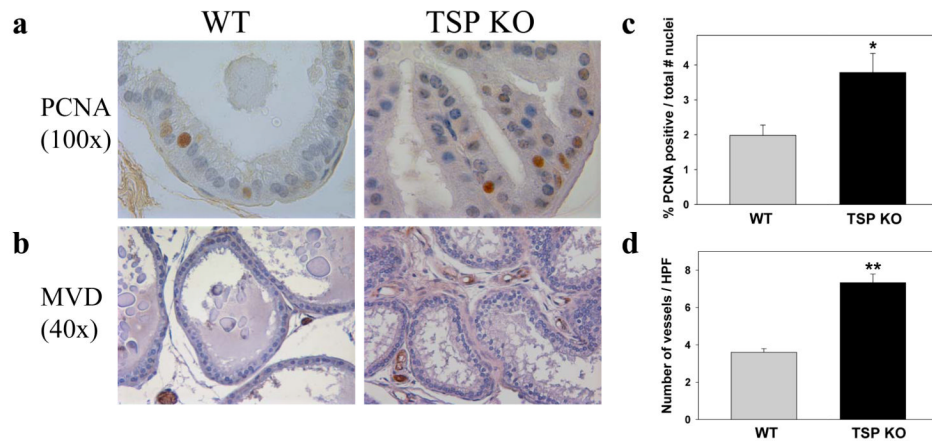 WT
TSP KO
a
PCNA
(100x)
b
MVD
(40x)
c
% PCNA positive / total # nuclei
5
4
3
2
1
0
*
WT
TSP KO
d
Number of vessels / HPF
8
6
4
2
0
**
WT
TSP KO